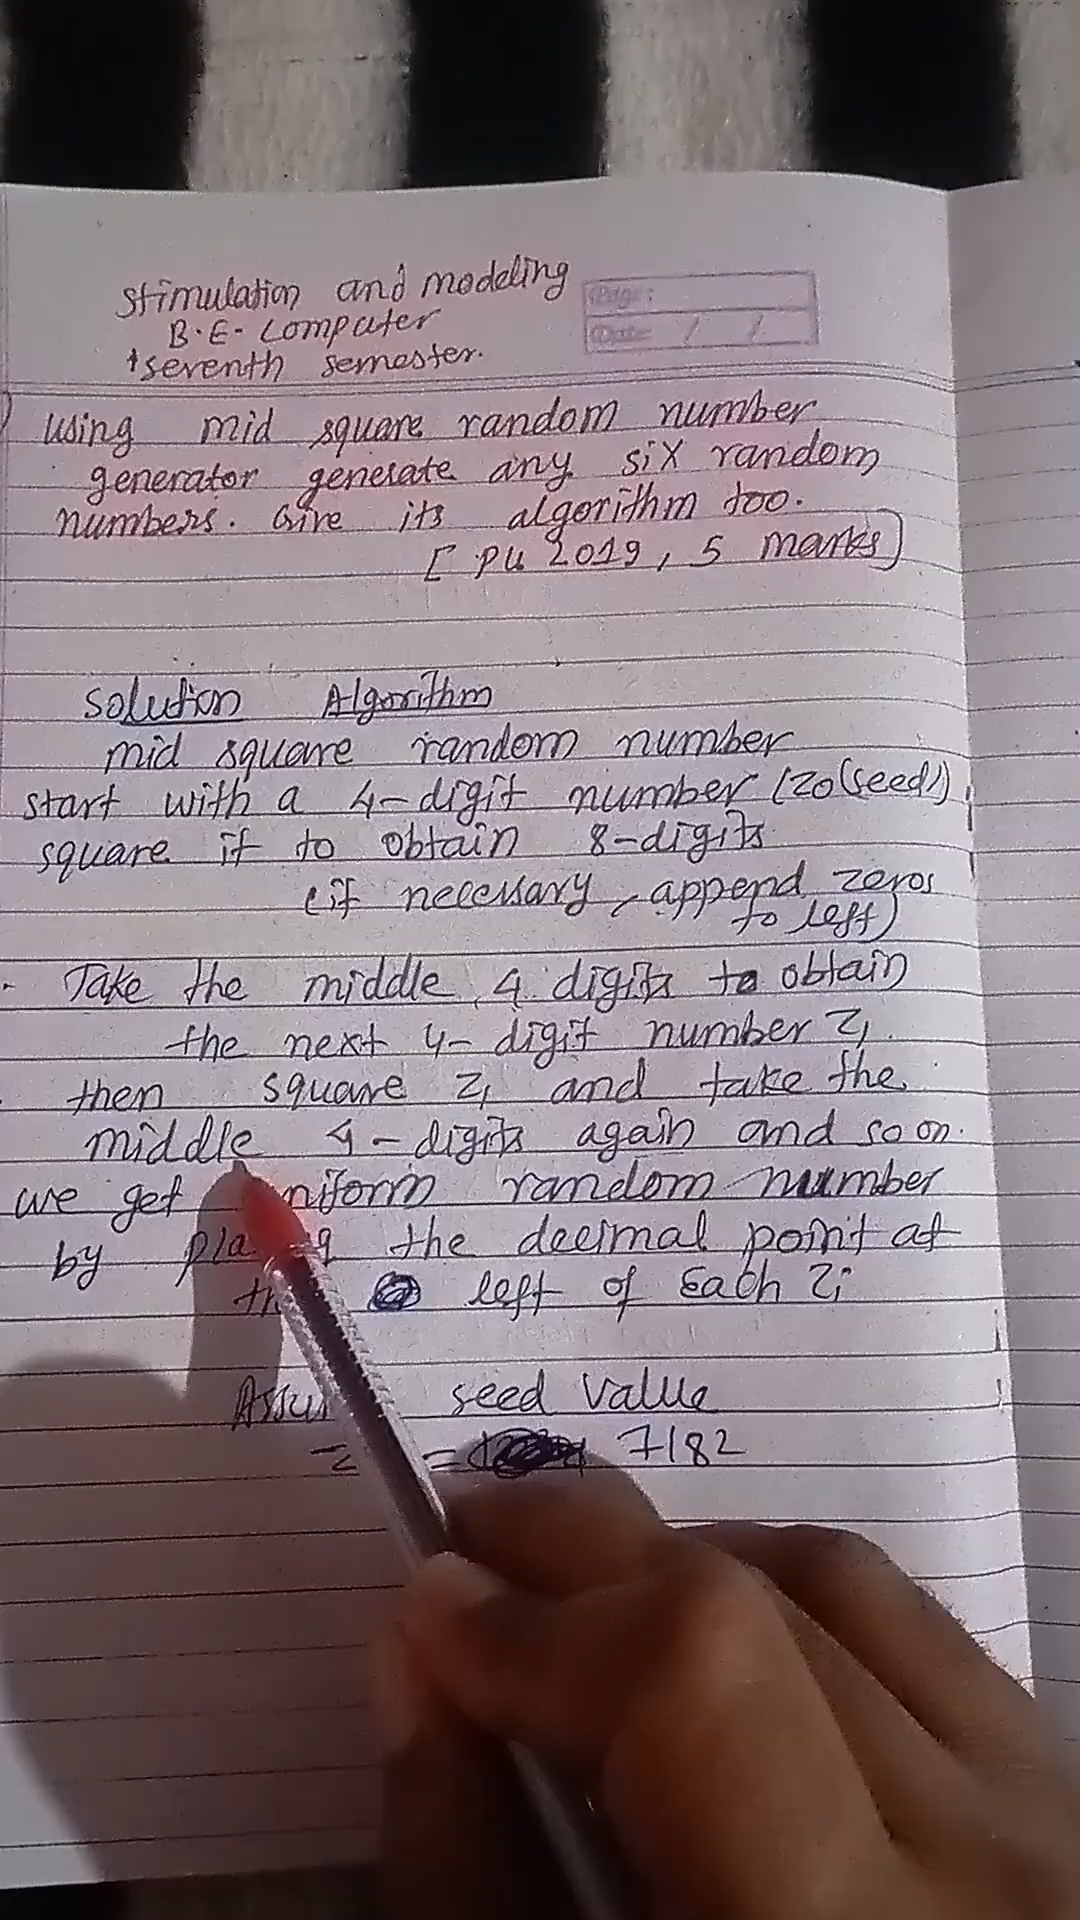 Stimulation and modeling
Page:
B.E. computer
Date: / /
seventh semester.
using mid square random number
generator generate any six random
numbers. Give its algorithm too.
[PU 2019, 5 marks]
Solution Algorithm
mid square random number
start with a 4-digit number (Z0(seed))
square it to obtain 8-digits
(if necessary, append zeros
to left)
- Take the middle 4 digits to obtain
the next 4-digit number Z1
- then square Z1 and take the
middle 4-digits again and so on.
we get random number
by the decimal point at
left of Each Zi
seed value
= 7182